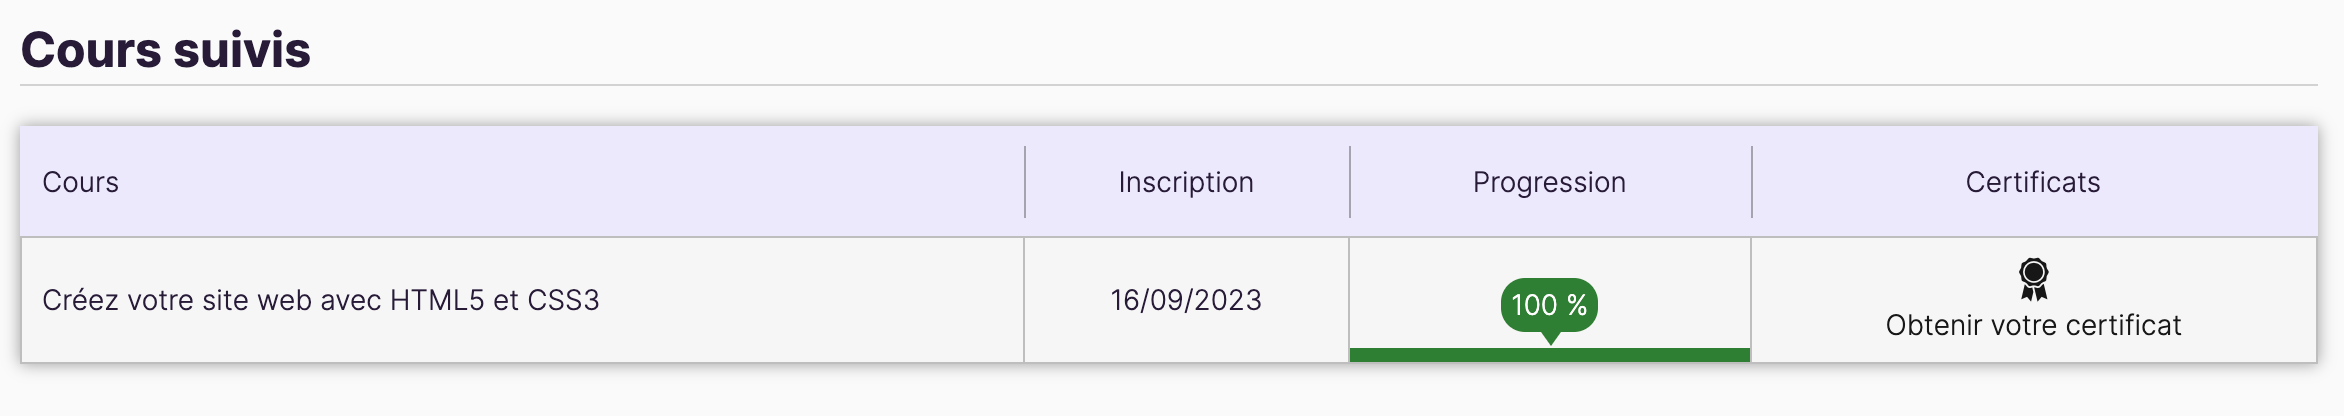 Cours suivis
Cours Inscription Progression Certificats
Créez votre site web avec HTML5 et CSS3 16/09/2023 100 % Obtenir votre certificat